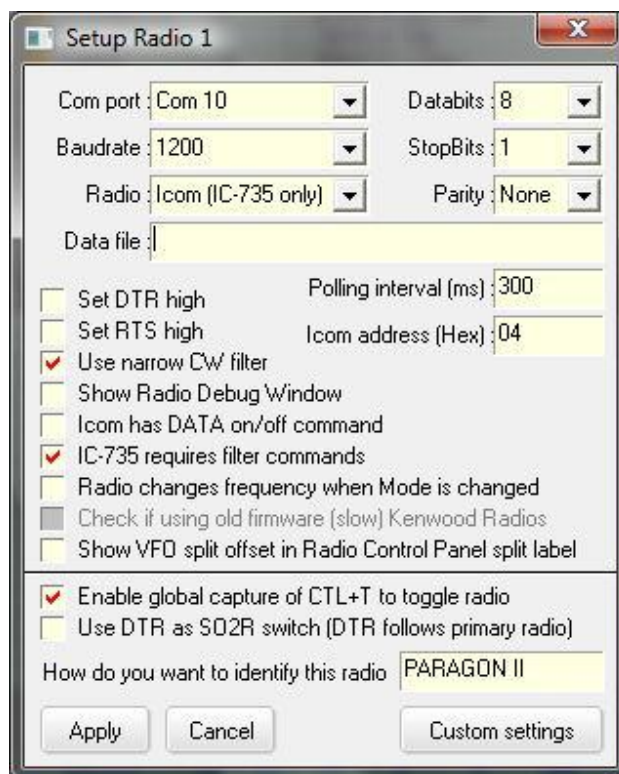 Setup Radio 1
Com port : Com 10
Databits : 8
Baudrate : 1200
StopBits : 1
Radio : Icom (IC-735 only)
Parity : None
Data file :
Polling interval (ms) : 300
Set DTR high
Set RTS high
Icom address (Hex) : 04
Use narrow CW filter
Show Radio Debug Window
Icom has DATA on/off command
IC-735 requires filter commands
Radio changes frequency when Mode is changed
Check if using old firmware (slow) Kenwood Radios
Show VFO split offset in Radio Control Panel split label
Enable global capture of CTL+T to toggle radio
Use DTR as SO2R switch (DTR follows primary radio)
How do you want to identify this radio PARAGON II
Apply
Cancel
Custom settings